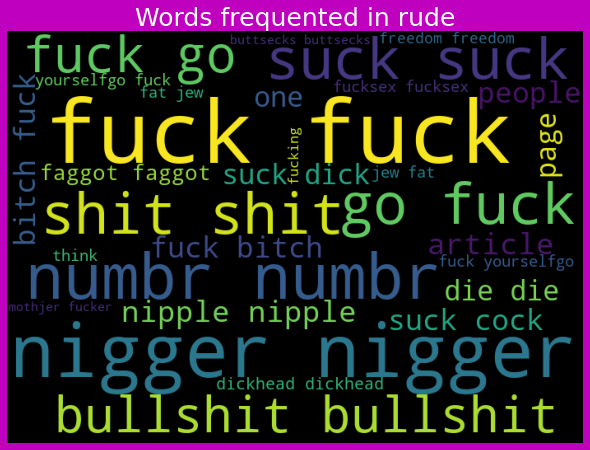 Words frequented in rude
fuck go
buttsecks buttsecks
freedom freedom
suck suck
yourselfgo fuck
fat jew
one
fucksex fucksex
people
bitch fuck
fuck fuck
fucking
page
faggot faggot
suck dick
jew fat
shit shit
go fuck
think
fuck bitch
article
numbr numbr
fuck yourselfgo
die die
mothjer fucker
nipple nipple
suck cock
nigger nigger
dickhead dickhead
bullshit bullshit